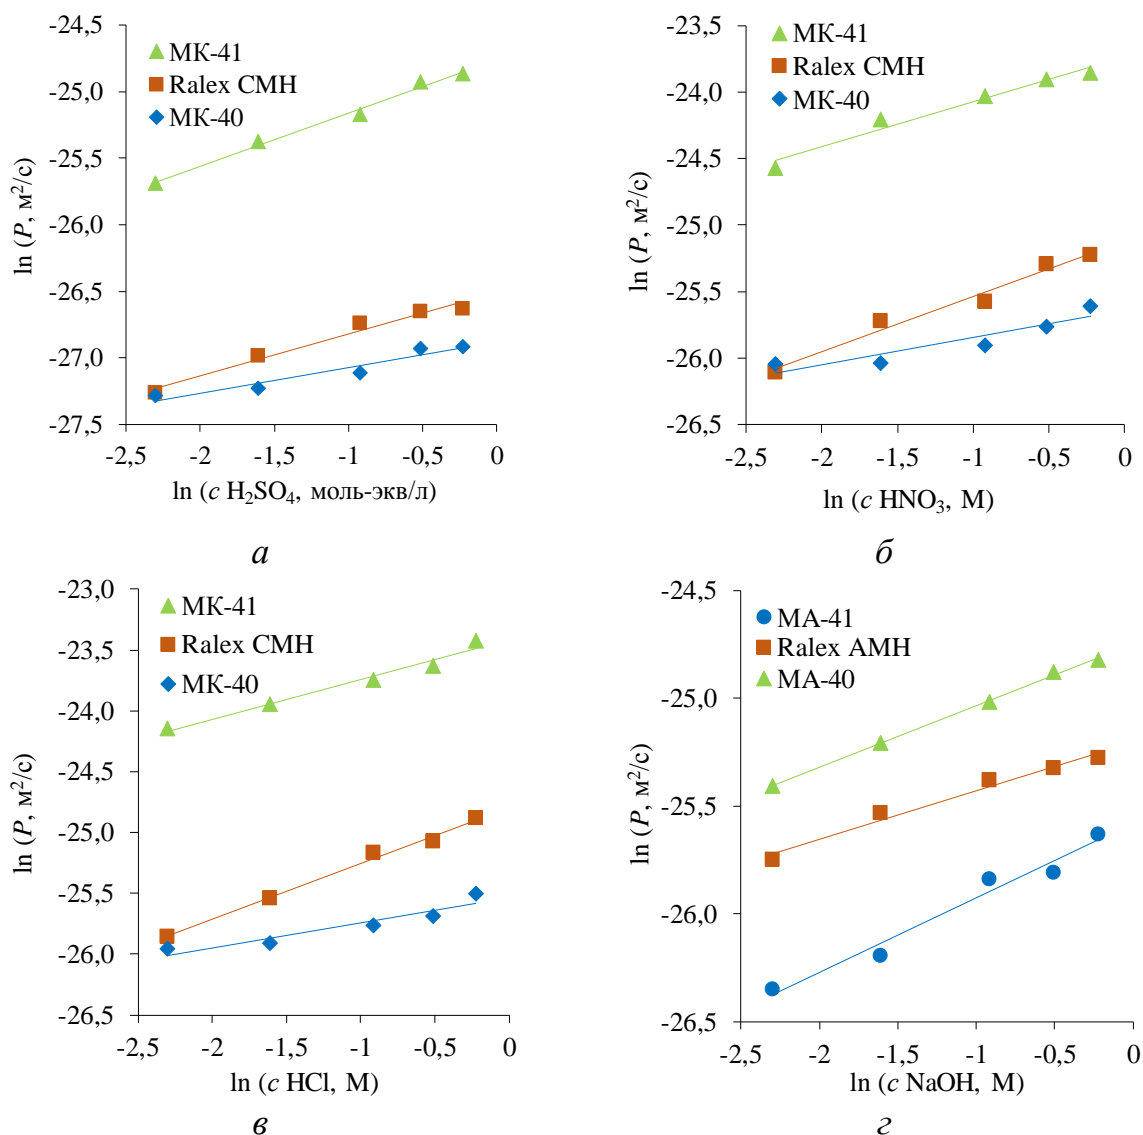 -24,5
-25,0
-25,5
-26,0
-26,5
-27,0
-27,5
ln (P, м²/с)
МК-41
Ralex CMH
МК-40
-2,5 -2 -1,5 -1 -0,5 0
ln (c H₂SO₄, моль-экв/л)
а
-23,5
-24,0
-24,5
-25,0
-25,5
-26,0
-26,5
ln (P, м²/с)
МК-41
Ralex CMH
МК-40
-2,5 -2 -1,5 -1 -0,5 0
ln (c HNO₃, М)
б
-23,0
-23,5
-24,0
-24,5
-25,0
-25,5
-26,0
-26,5
ln (P, м²/с)
МК-41
Ralex CMH
МК-40
-2,5 -2 -1,5 -1 -0,5 0
ln (c HCl, М)
в
-24,5
-25,0
-25,5
-26,0
-26,5
ln (P, м²/с)
МА-41
Ralex AMH
МА-40
-2,5 -2 -1,5 -1 -0,5 0
ln (c NaOH, М)
г